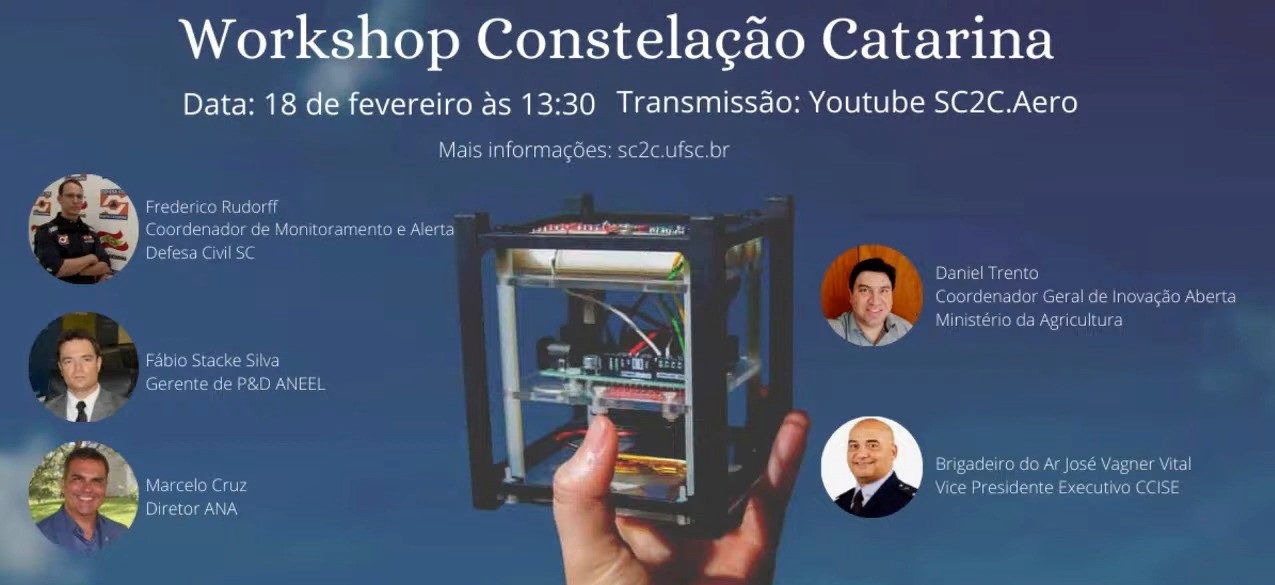 Workshop Constelação Catarina
Data: 18 de fevereiro às 13:30 Transmissão: Youtube SC2C.Aero
Mais informações: sc2c.ufsc.br
Frederico Rudorff
Coordenador de Monitoramento e Alerta
Defesa Civil SC
Fábio Stacke Silva
Gerente de P&D ANEEL
Marcelo Cruz
Diretor ANA
Daniel Trento
Coordenador Geral de Inovação Aberta
Ministério da Agricultura
Brigadeiro do Ar José Vagner Vital
Vice Presidente Executivo CCISE